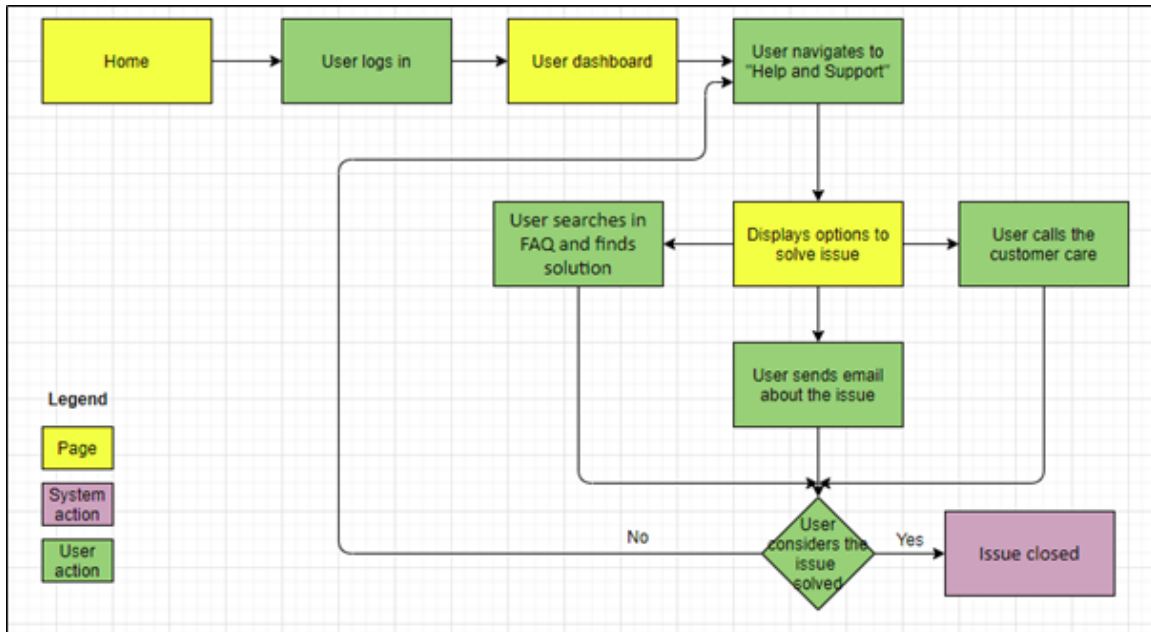 Home
User logs in
User dashboard
User navigates to
"Help and Support"
User searches in
FAQ and finds
solution
Displays options to
solve issue
User calls the
customer care
User sends email
about the issue
Legend
Page
System
action
User
action
No
User
considers the
issue
solved
Yes
Issue closed